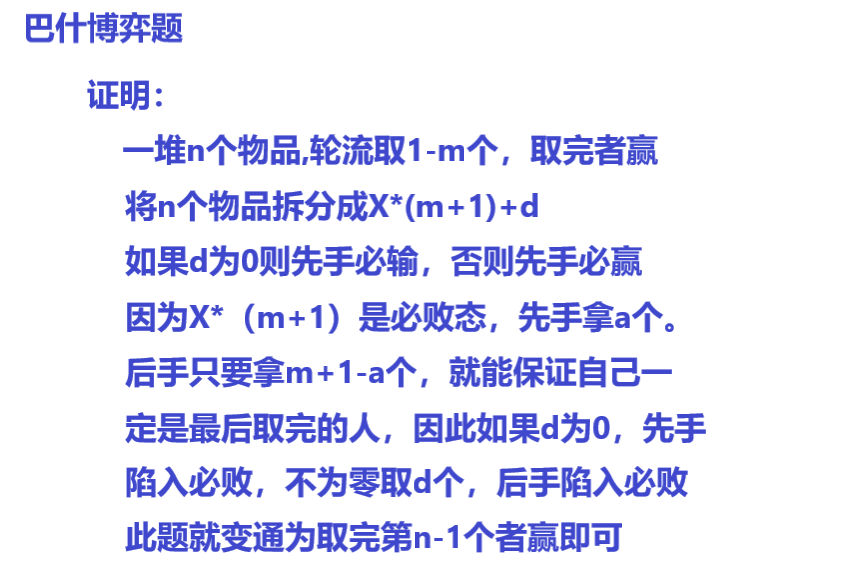 巴什博弈题
证明：
一堆n个物品,轮流取1-m个，取完者赢
将n个物品拆分成X*(m+1)+d
如果d为0则先手必输，否则先手必赢
因为X*（m+1）是必败态，先手拿a个。
后手只要拿m+1-a个，就能保证自己一
定是最后取完的人，因此如果d为0，先手
陷入必败，不为零取d个，后手陷入必败
此题就变通为取完第n-1个者赢即可